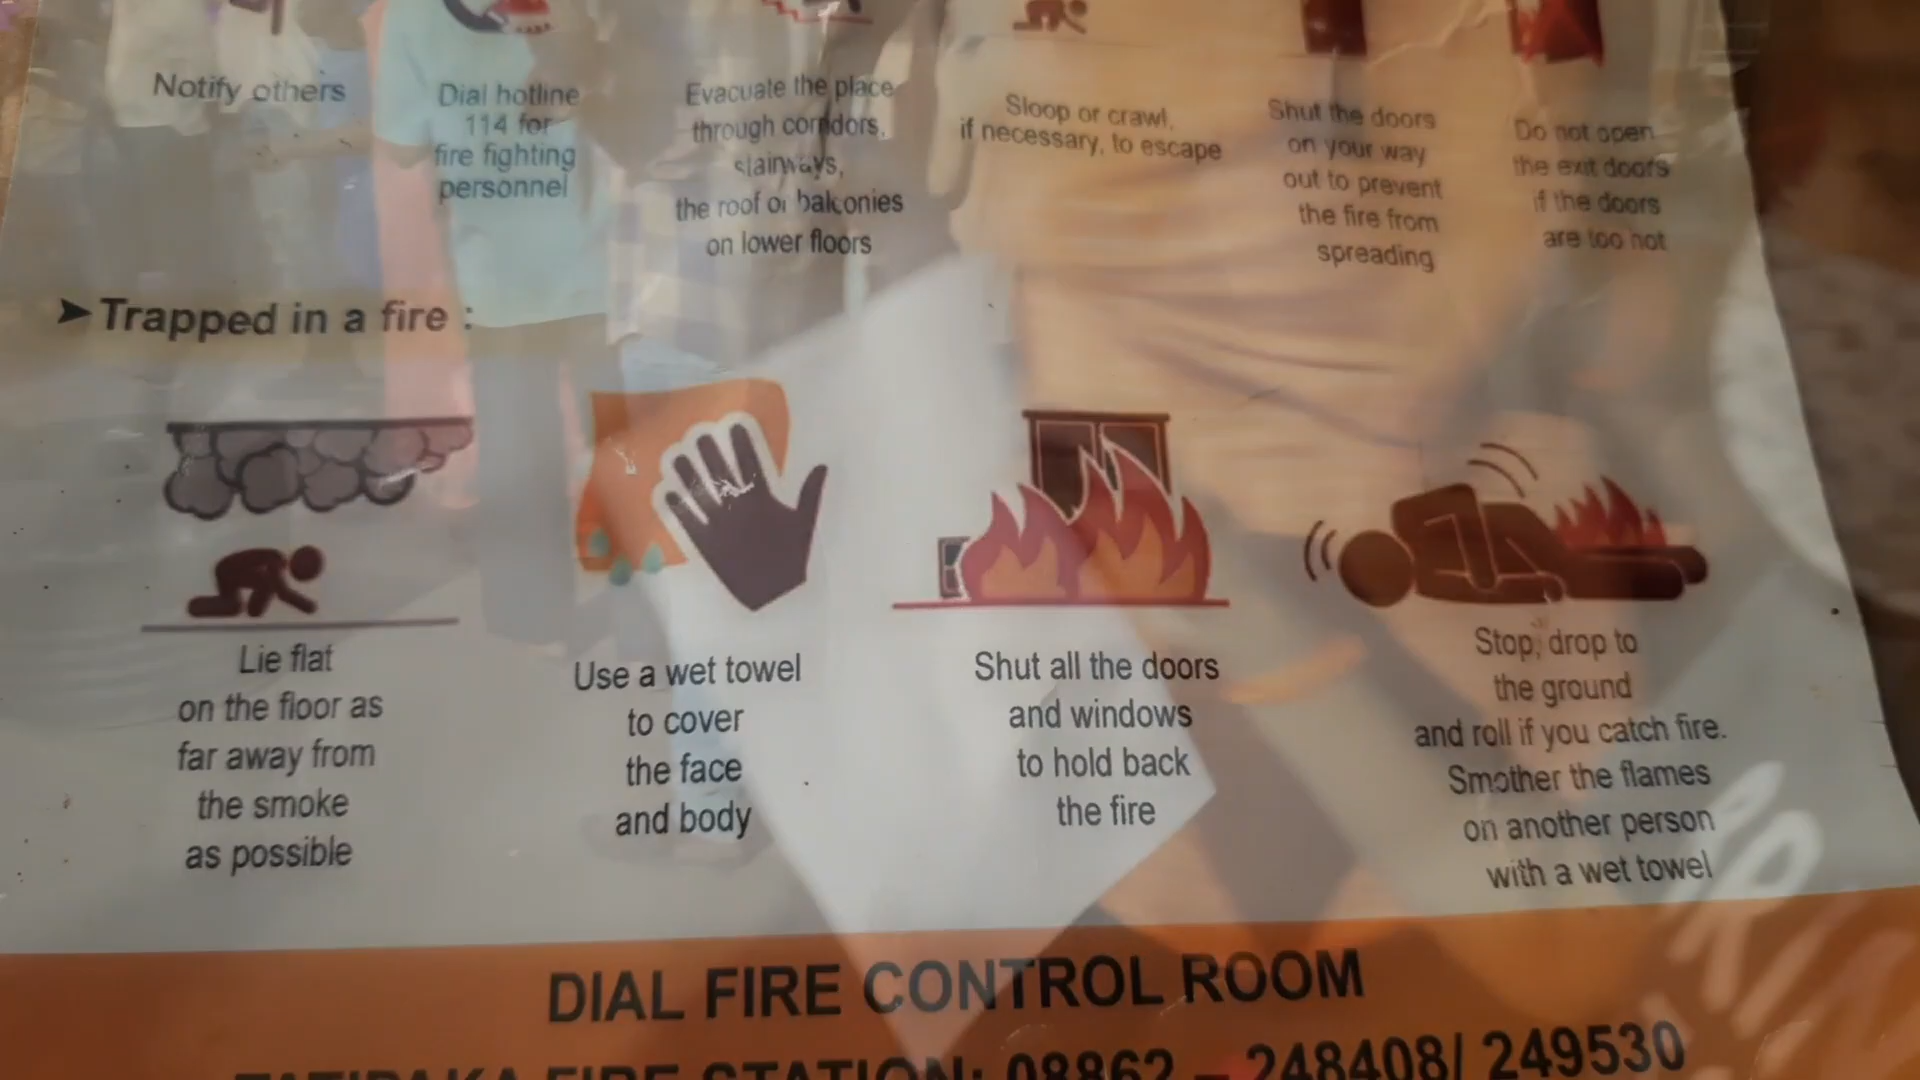 Notify others
Dial hotline
114 for
fire fighting
personnel
Evacuate the place
through corridors,
stairways,
the roof or balconies
on lower floors
Sloop or crawl,
if necessary, to escape
Shut the doors
on your way
out to prevent
the fire from
spreading
Do not open
the exit doors
if the doors
are too hot
➤Trapped in a fire :
Lie flat
on the floor as
far away from
the smoke
as possible
Use a wet towel
to cover
the face
and body
Shut all the doors
and windows
to hold back
the fire
Stop, drop to
the ground
and roll if you catch fire.
Smother the flames
on another person
with a wet towel
DIAL FIRE CONTROL ROOM
TATIPAKA FIRE STATION: 08862 – 248408/ 249530